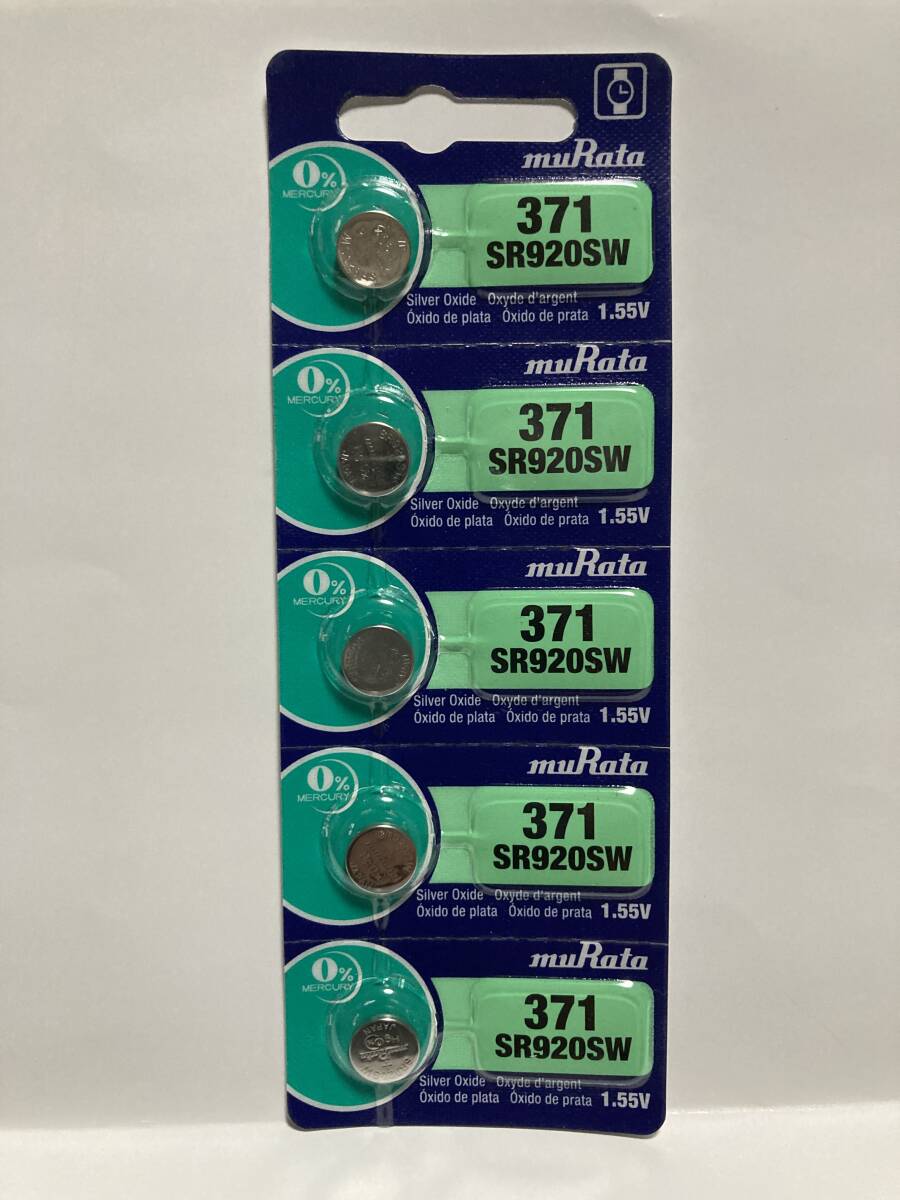 muRata
0%
MERCURY
371
SR920SW
Silver Oxide Oxyde d'argent
Óxido de plata Óxido de prata 1.55V
muRata
0%
MERCURY
371
SR920SW
Silver Oxide Oxyde d'argent
Óxido de plata Óxido de prata 1.55V
muRata
0%
MERCURY
371
SR920SW
Silver Oxide Oxyde d'argent
Óxido de plata Óxido de prata 1.55V
muRata
0%
MERCURY
371
SR920SW
Silver Oxide Oxyde d'argent
Óxido de plata Óxido de prata 1.55V
muRata
0%
MERCURY
371
SR920SW
JAPAN
Silver Oxide Oxyde d'argent
Óxido de plata Óxido de prata 1.55V